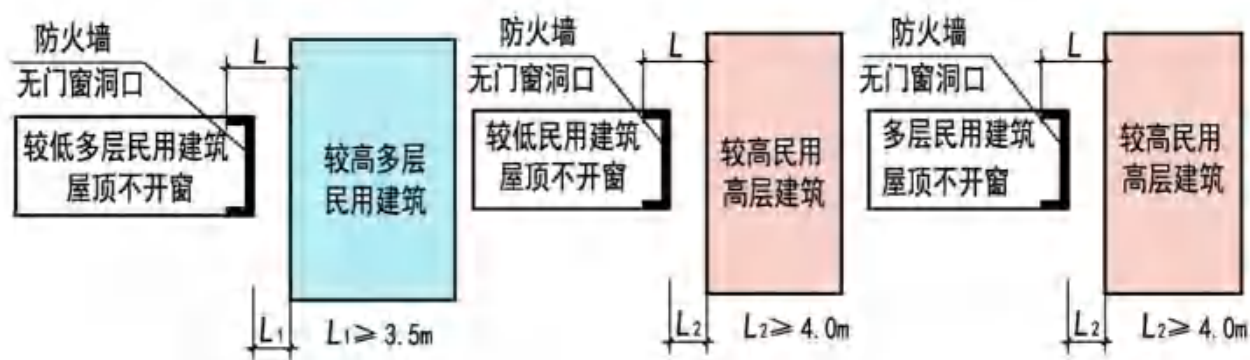 防火墙
无门窗洞口
L
较低多层民用建筑
屋顶不开窗
较高多层
民用建筑
L₁
L₁≥3.5m
防火墙
无门窗洞口
L
较低民用建筑
屋顶不开窗
较高民用
高层建筑
L₂
L₂≥4.0m
防火墙
无门窗洞口
L
多层民用建筑
屋顶不开窗
较高民用
高层建筑
L₂
L₂≥4.0m